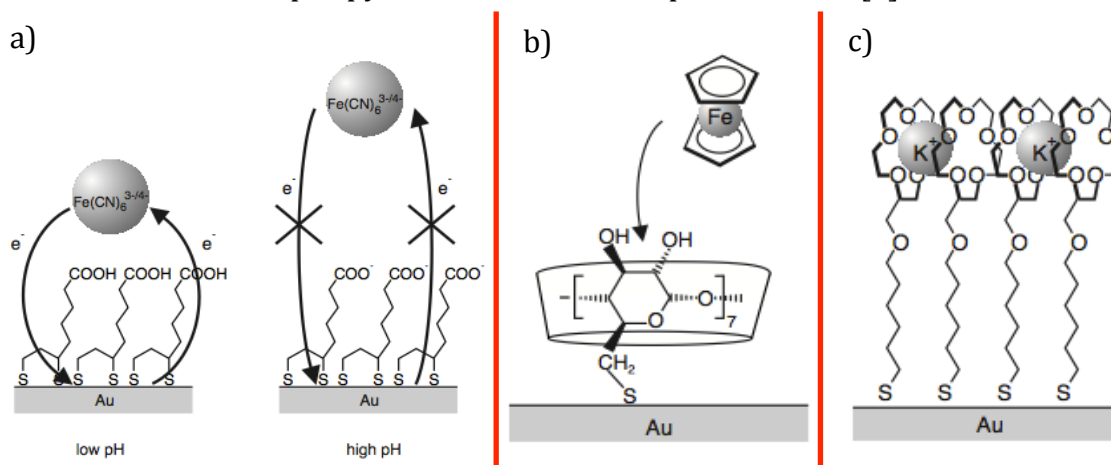 a)
Fe(CN)6 3-/4-
e-
e-
COOH COOH COOH
S S S S S S
Au
low pH
Fe(CN)6 3-/4-
e-
e-
COO- COO- COO-
S S S S S S
Au
high pH
b)
Fe
OH OH
O
O
7
CH2
S
Au
c)
O O O O
O O O O
K+ K+
O O O O O O O O
O O O O
S S S S
Au